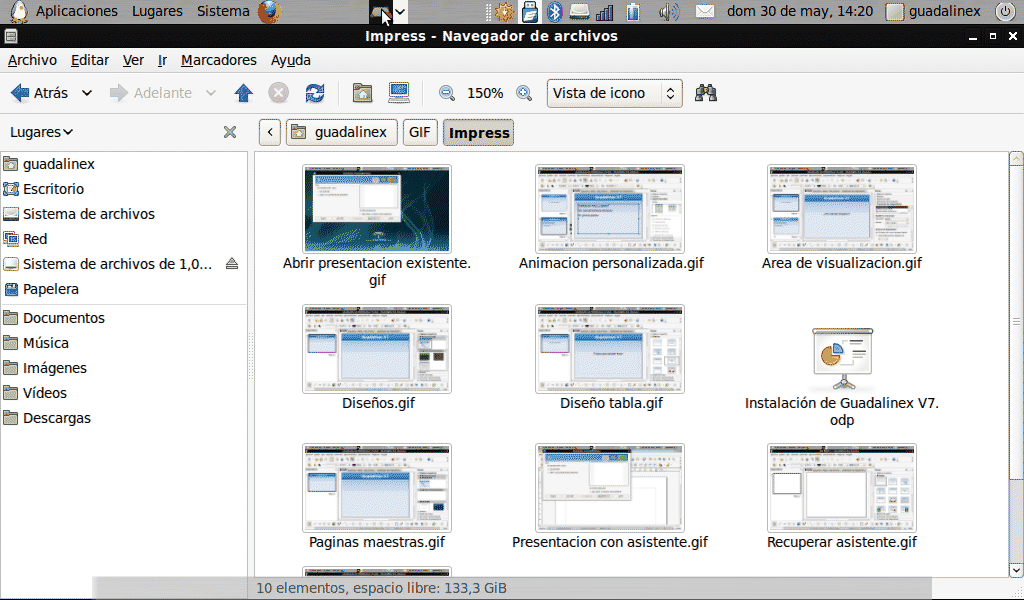 Aplicaciones Lugares Sistema dom 30 de may, 14:20 guadalinex
Impress - Navegador de archivos
Archivo Editar Ver Ir Marcadores Ayuda
Atrás Adelante 150% Vista de icono
Lugares guadalinex GIF Impress
guadalinex
Escritorio
Sistema de archivos
Red
Sistema de archivos de 1,0...
Papelera
Documentos
Música
Imágenes
Vídeos
Descargas
Abrir presentacion existente.
gif
Animacion personalizada.gif
Area de visualizacion.gif
Diseños.gif
Diseño tabla.gif
Instalación de Guadalinex V7.
odp
Paginas maestras.gif
Presentacion con asistente.gif
Recuperar asistente.gif
10 elementos, espacio libre: 133,3 GiB